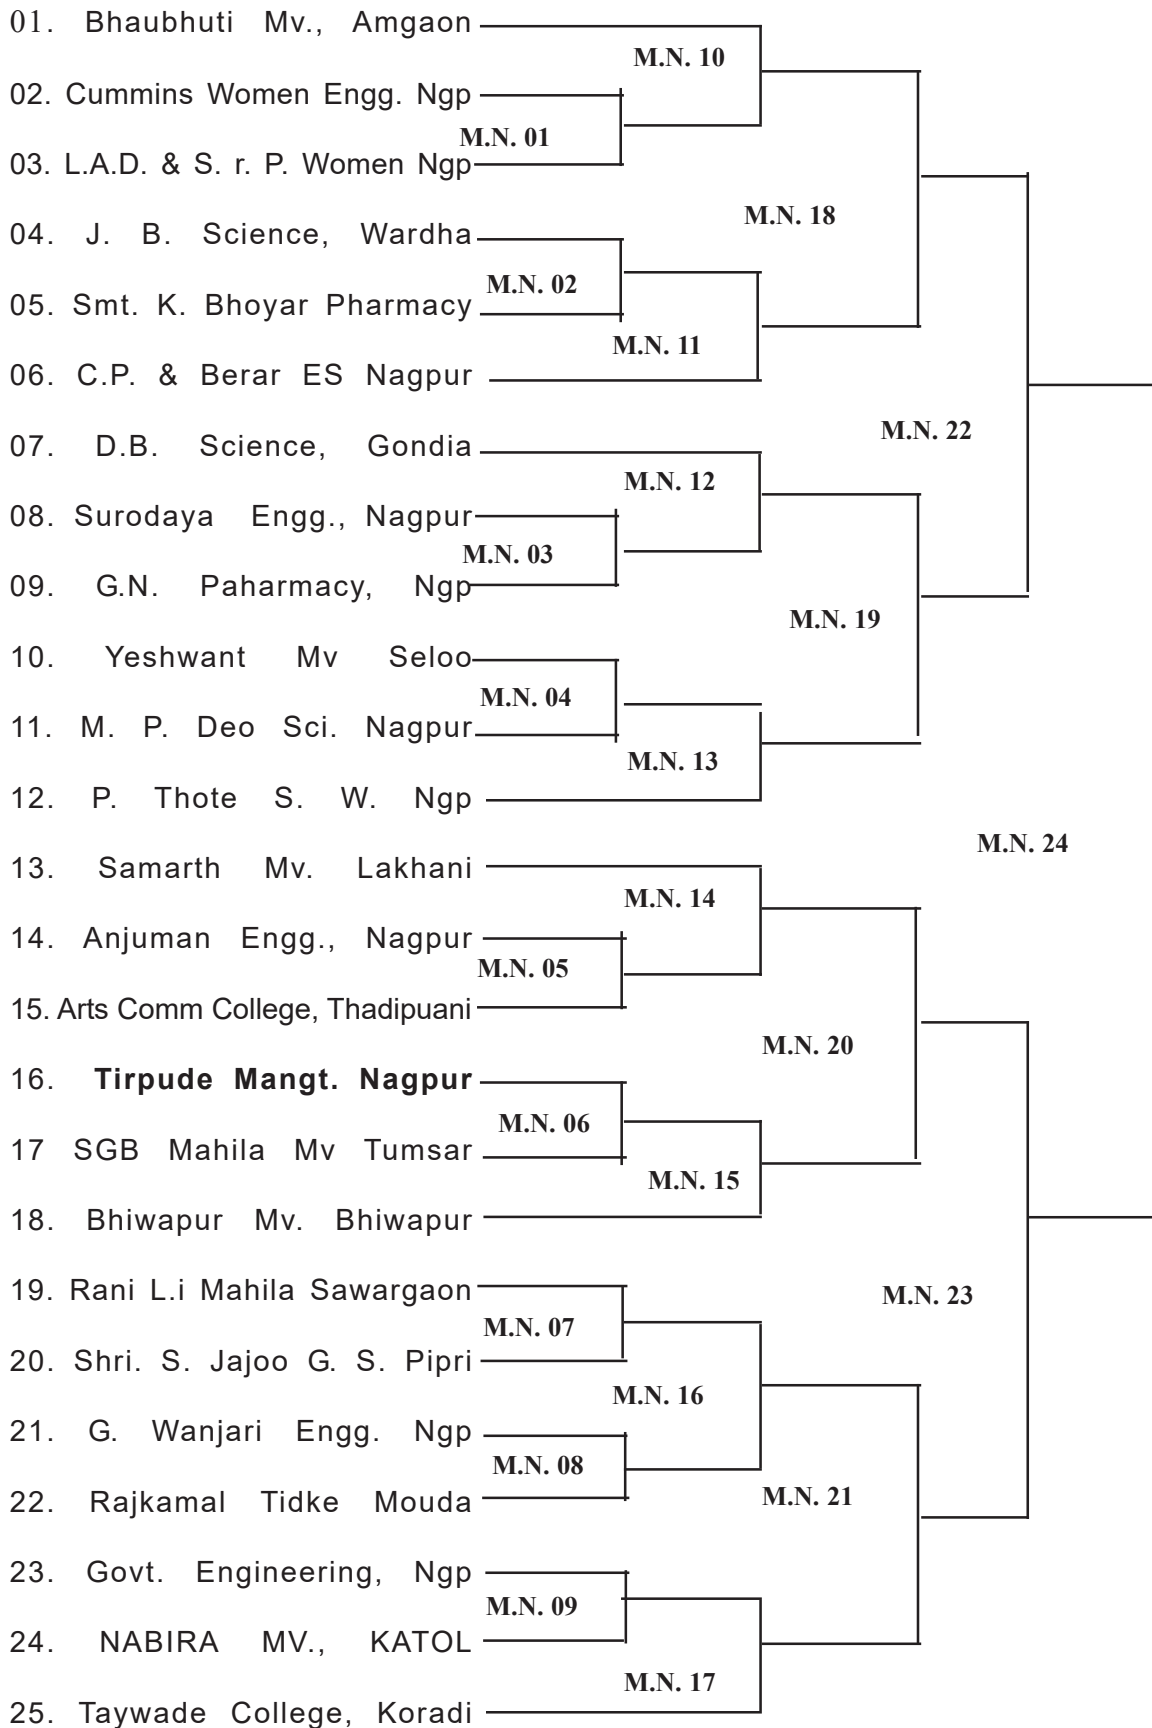 01. Bhaubhuti Mv., Amgaon
M.N. 10
02. Cummins Women Engg. Ngp
M.N. 01
03. L.A.D. & S. r. P. Women Ngp
M.N. 18
04. J. B. Science, Wardha
M.N. 02
05. Smt. K. Bhoyar Pharmacy
M.N. 11
06. C.P. & Berar ES Nagpur
M.N. 22
07. D.B. Science, Gondia
M.N. 12
08. Surodaya Engg., Nagpur
M.N. 03
09. G.N. Paharmacy, Ngp
M.N. 19
10. Yeshwant Mv Seloo
M.N. 04
11. M. P. Deo Sci. Nagpur
M.N. 13
12. P. Thote S. W. Ngp
M.N. 24
13. Samarth Mv. Lakhani
M.N. 14
14. Anjuman Engg., Nagpur
M.N. 05
15. Arts Comm College, Thadipuani
M.N. 20
16. Tirpude Mangt. Nagpur
M.N. 06
17 SGB Mahila Mv Tumsar
M.N. 15
18. Bhiwapur Mv. Bhiwapur
M.N. 23
19. Rani L.i Mahila Sawargaon
M.N. 07
20. Shri. S. Jajoo G. S. Pipri
M.N. 16
21. G. Wanjari Engg. Ngp
M.N. 08
22. Rajkamal Tidke Mouda
M.N. 21
23. Govt. Engineering, Ngp
M.N. 09
24. NABIRA MV., KATOL
M.N. 17
25. Taywade College, Koradi